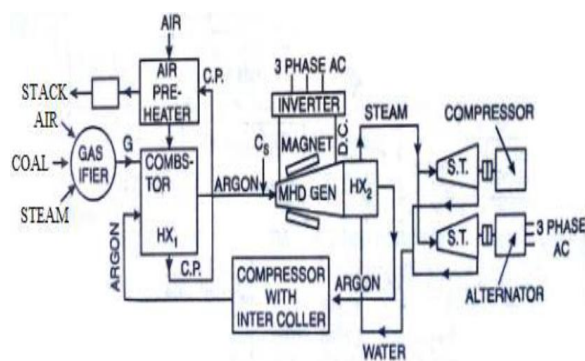 AIR
AIR
PRE-
HEATER
C.P.
STACK
AIR
COAL
STEAM
GAS
IFIER
G
COMBS-
TOR
HX1
C.P.
ARGON
ARGON
Cs
3 PHASE AC
INVERTER
MAGNET
D.C.
MHD GEN
HX2
STEAM
COMPRESSOR
S.T.
S.T.
3 PHASE
AC
ALTERNATOR
ARGON
COMPRESSOR
WITH
INTER COLLER
WATER